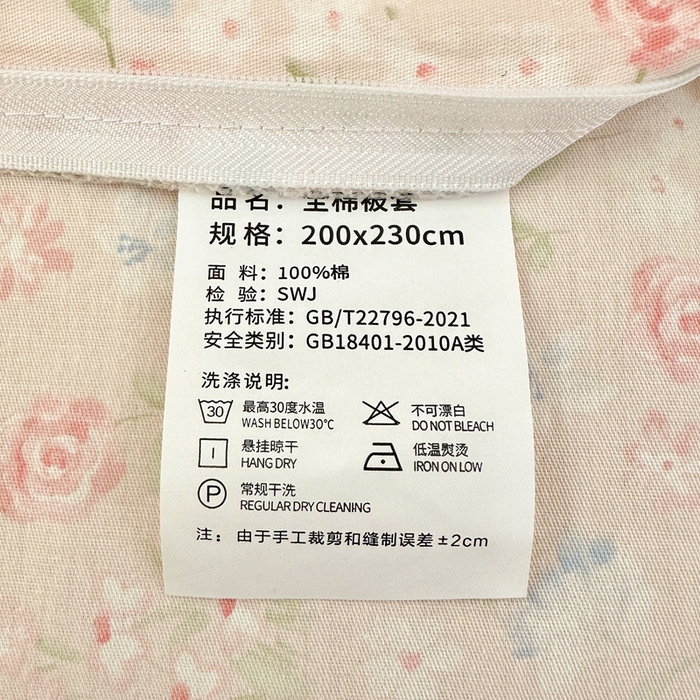 品名：全棉被套
规格：200x230cm
面料：100%棉
检验：SWJ
执行标准：GB/T22796-2021
安全类别：GB18401-2010A类
洗涤说明:
30 最高30度水温 不可漂白
WASH BELOW30℃ DO NOT BLEACH
悬挂晾干 低温熨烫
HANG DRY IRON ON LOW
P 常规干洗
REGULAR DRY CLEANING
注：由于手工裁剪和缝制误差±2cm